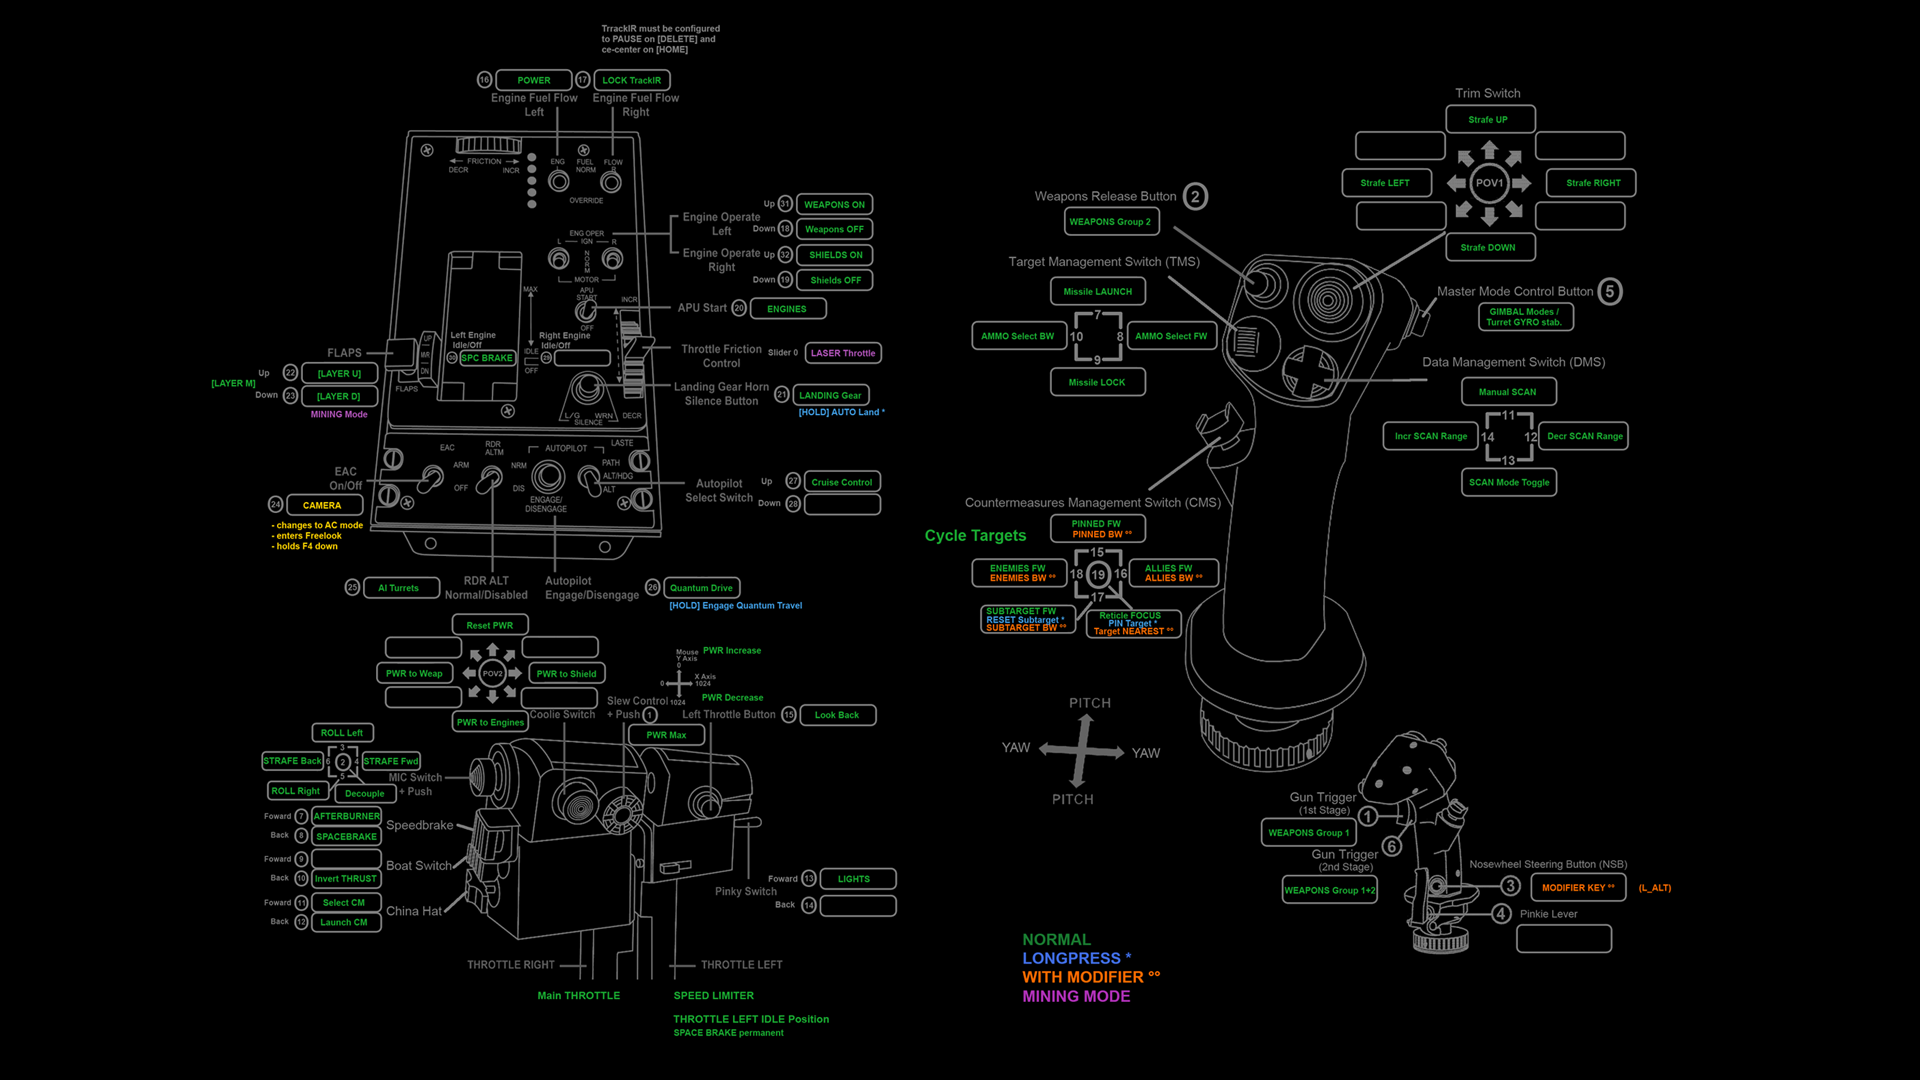 TrrackIR must be configured
to PAUSE on [DELETE] and
ce-center on [HOME]
16 POWER
17 LOCK TrackIR
Engine Fuel Flow
Left
Engine Fuel Flow
Right
FRICTION
DECR
INCR
ENG
L
FUEL
NORM
FLOW
R
OVERRIDE
ENG OPER
L IGN R
NORM
L MOTOR R
APU
START
OFF
MAX
IDLE
OFF
INCR
DECR
Left Engine
Idle/Off
30 SPC BRAKE
Right Engine
Idle/Off
29
UP
MR
DN
FLAPS
L/G WRN
SILENCE
Engine Operate
Left
Up 31 WEAPONS ON
Down 18 Weapons OFF
Engine Operate
Right
Up 32 SHIELDS ON
Down 19 Shields OFF
APU Start 20 ENGINES
Throttle Friction
Control
Slider 0 LASER Throttle
Landing Gear Horn
Silence Button
21 LANDING Gear
[HOLD] AUTO Land *
FLAPS
Up 22 [LAYER U]
[LAYER M]
Down 23 [LAYER D]
MINING Mode
EAC
ARM
OFF
RDR
ALTM
NRM
DIS
AUTOPILOT
ENGAGE/
DISENGAGE
LASTE
PATH
ALT/HDG
ALT
EAC
On/Off
24 CAMERA
- changes to AC mode
- enters Freelook
- holds F4 down
Autopilot
Select Switch
Up 27 Cruise Control
Down 28
25 AI Turrets
RDR ALT
Normal/Disabled
Autopilot
Engage/Disengage
26 Quantum Drive
[HOLD] Engage Quantum Travel
Reset PWR
PWR to Weap
POV2
PWR to Shield
PWR to Engines
Coolie Switch
Mouse
Y Axis
0
PWR Increase
0
X Axis
1024
1024
PWR Decrease
Slew Control
+ Push 1
PWR Max
Left Throttle Button 15 Look Back
ROLL Left
STRAFE Back
3
6 2 4
5
STRAFE Fwd
ROLL Right
Decouple
MIC Switch
+ Push
Forward 7 AFTERBURNER
Back 8 SPACEBRAKE
Speedbrake
Forward 9
Back 10 Invert THRUST
Boat Switch
Forward 11 Select CM
Back 12 Launch CM
China Hat
Pinky Switch
Forward 13 LIGHTS
Back 14
THROTTLE RIGHT
THROTTLE LEFT
Main THROTTLE
SPEED LIMITER
THROTTLE LEFT IDLE Position
SPACE BRAKE permanent
Trim Switch
Strafe UP
Strafe LEFT
POV1
Strafe RIGHT
Strafe DOWN
Weapons Release Button 2
WEAPONS Group 2
Target Management Switch (TMS)
Missile LAUNCH
AMMO Select BW
7
10 8
9
AMMO Select FW
Missile LOCK
Master Mode Control Button 5
GIMBAL Modes /
Turret GYRO stab.
Data Management Switch (DMS)
Manual SCAN
Incr SCAN Range
11
14 12
13
Decr SCAN Range
SCAN Mode Toggle
Countermeasures Management Switch (CMS)
Cycle Targets
PINNED FW
PINNED BW °°
ENEMIES FW
ENEMIES BW °°
15
18 19 16
17
ALLIES FW
ALLIES BW °°
SUBTARGET FW
RESET Subtarget *
SUBTARGET BW °°
Reticle FOCUS
PIN Target *
Target NEAREST °°
PITCH
YAW
YAW
PITCH
Gun Trigger
(1st Stage)
1
WEAPONS Group 1
Gun Trigger
(2nd Stage)
6
WEAPONS Group 1+2
Nosewheel Steering Button (NSB)
3 MODIFIER KEY °° (L_ALT)
4 Pinkie Lever
NORMAL
LONGPRESS *
WITH MODIFIER °°
MINING MODE